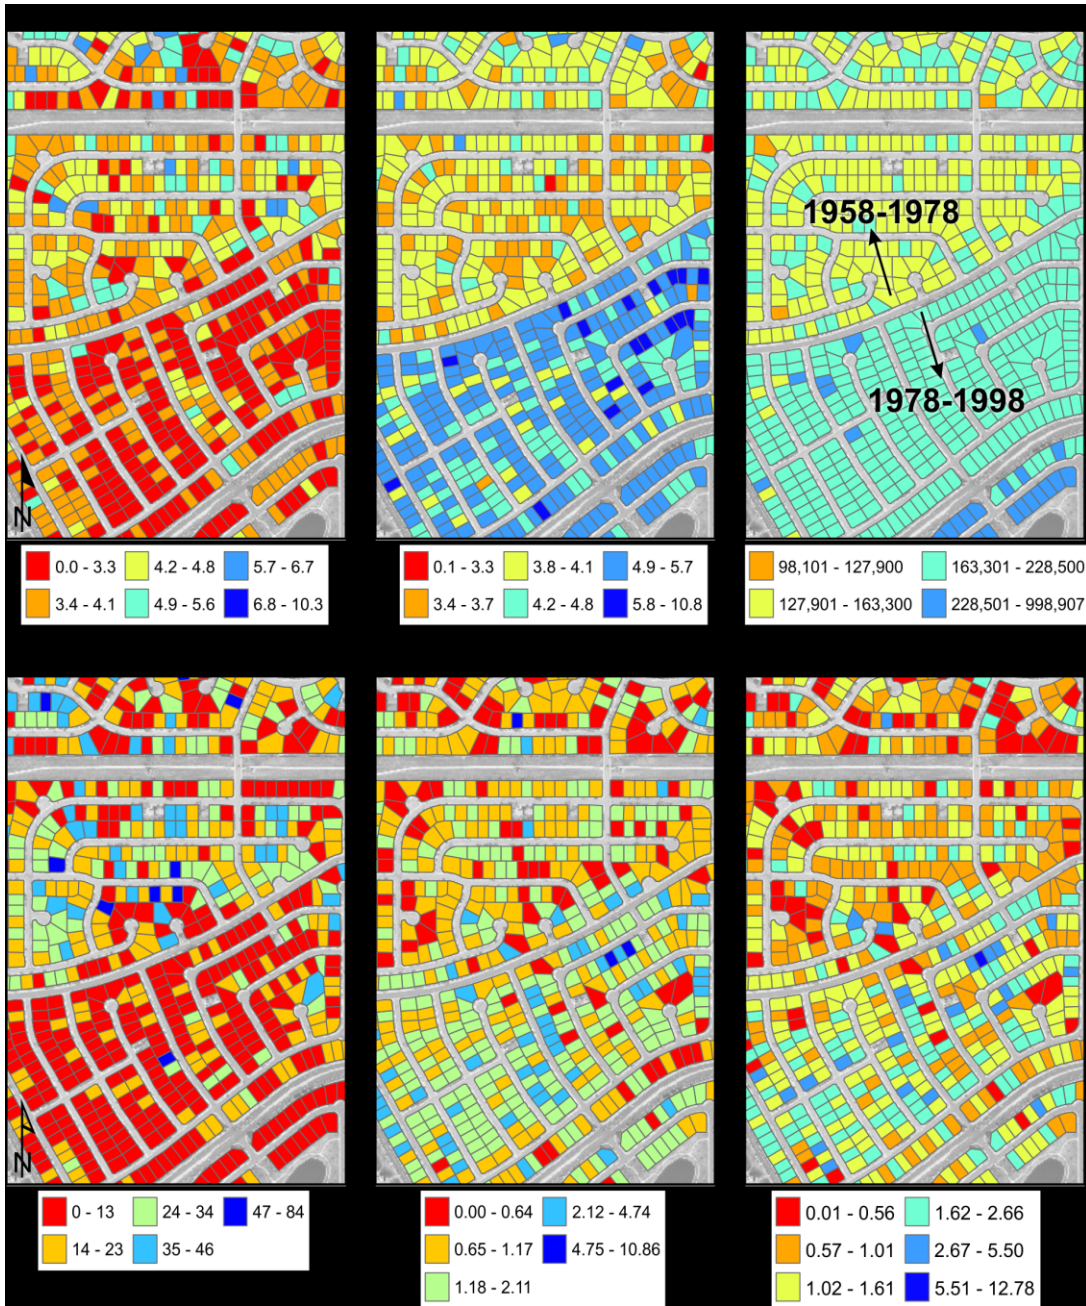 1958-1978
1978-1998
N
0.0 - 3.3 4.2 - 4.8 5.7 - 6.7
3.4 - 4.1 4.9 - 5.6 6.8 - 10.3
0.1 - 3.3 3.8 - 4.1 4.9 - 5.7
3.4 - 3.7 4.2 - 4.8 5.8 - 10.8
98,101 - 127,900 163,301 - 228,500
127,901 - 163,300 228,501 - 998,907
N
0 - 13 24 - 34 47 - 84
14 - 23 35 - 46
0.00 - 0.64 2.12 - 4.74
0.65 - 1.17 4.75 - 10.86
1.18 - 2.11
0.01 - 0.56 1.62 - 2.66
0.57 - 1.01 2.67 - 5.50
1.02 - 1.61 5.51 - 12.78